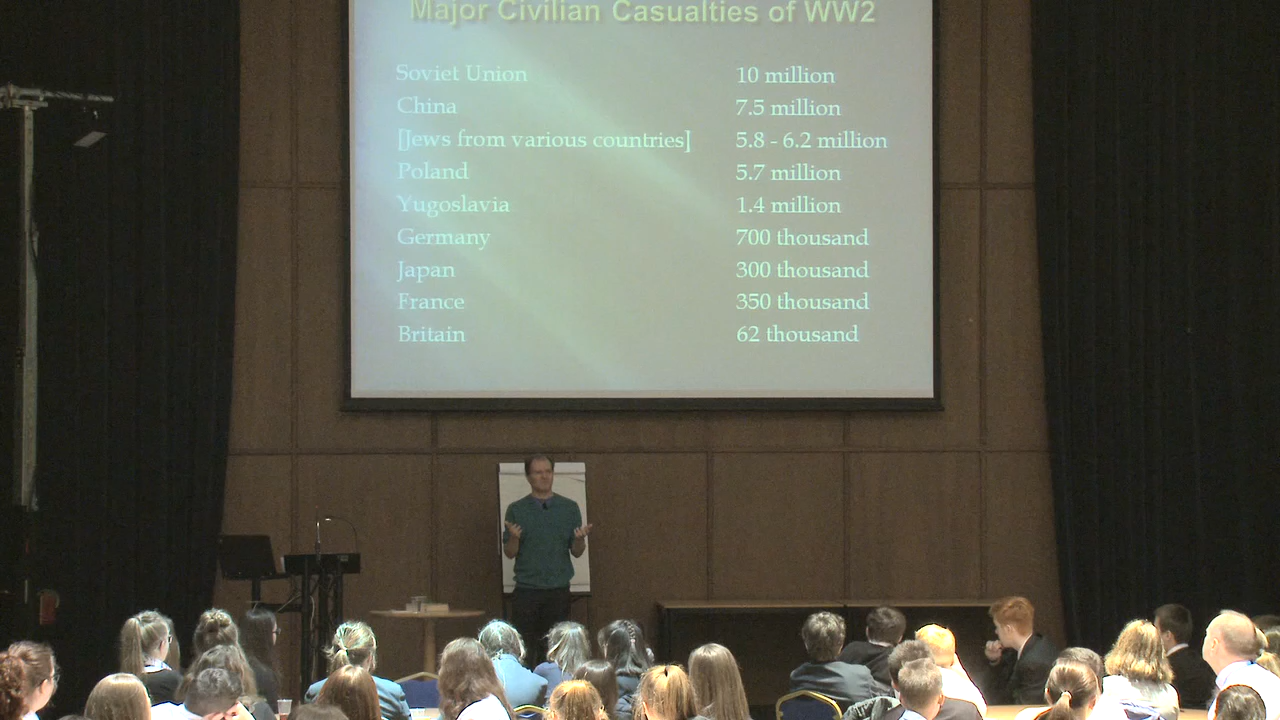 Major Civilian Casualties of WW2
Soviet Union 10 million
China 7.5 million
[Jews from various countries] 5.8 - 6.2 million
Poland 5.7 million
Yugoslavia 1.4 million
Germany 700 thousand
Japan 300 thousand
France 350 thousand
Britain 62 thousand